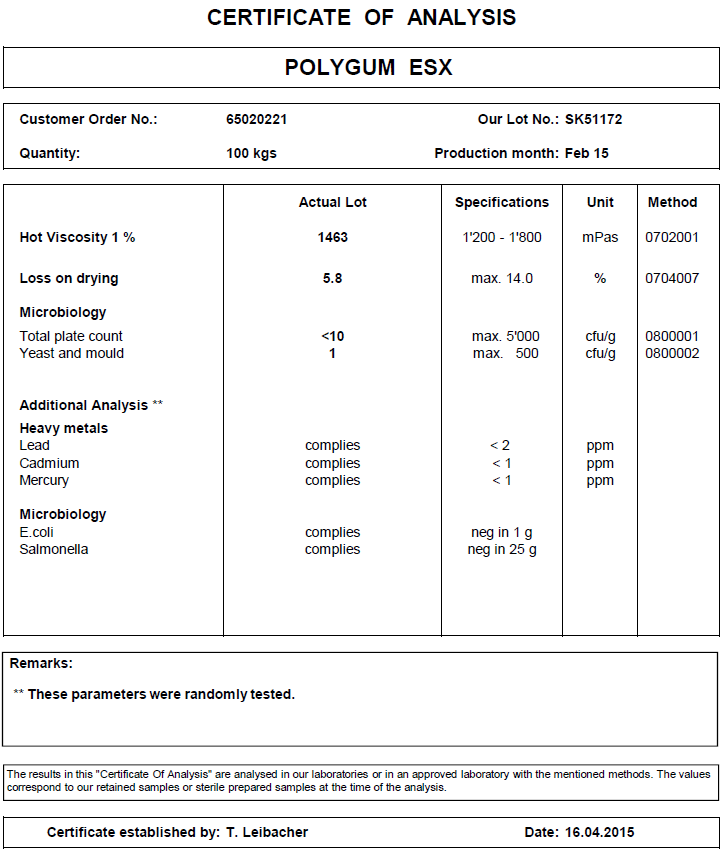 CERTIFICATE OF ANALYSIS
POLYGUM ESX
Customer Order No.: 65020221 Our Lot No.: SK51172
Quantity: 100 kgs Production month: Feb 15
Actual Lot Specifications Unit Method
Hot Viscosity 1 % 1463 1'200 - 1'800 mPas 0702001
Loss on drying 5.8 max. 14.0 % 0704007
Microbiology
Total plate count <10 max. 5'000 cfu/g 0800001
Yeast and mould 1 max. 500 cfu/g 0800002
Additional Analysis **
Heavy metals
Lead complies < 2 ppm
Cadmium complies < 1 ppm
Mercury complies < 1 ppm
Microbiology
E.coli complies neg in 1 g
Salmonella complies neg in 25 g
Remarks:
** These parameters were randomly tested.
The results in this "Certificate Of Analysis" are analysed in our laboratories or in an approved laboratory with the mentioned methods. The values
correspond to our retained samples or sterile prepared samples at the time of the analysis.
Certificate established by: T. Leibacher Date: 16.04.2015